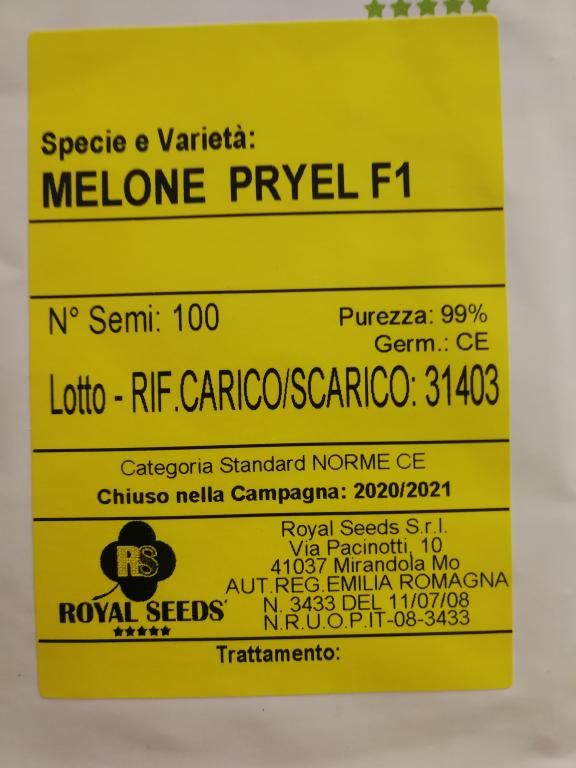 Specie e Varietà:
MELONE PRYEL F1
N° Semi: 100
Purezza: 99%
Germ.: CE
Lotto - RIF.CARICO/SCARICO: 31403
Categoria Standard NORME CE
Chiuso nella Campagna: 2020/2021
RS
ROYAL SEEDS
Royal Seeds S.r.l.
Via Pacinotti, 10
41037 Mirandola Mo
AUT.REG.EMILIA ROMAGNA
N. 3433 DEL 11/07/08
N.R.U.O.P.IT-08-3433
Trattamento: